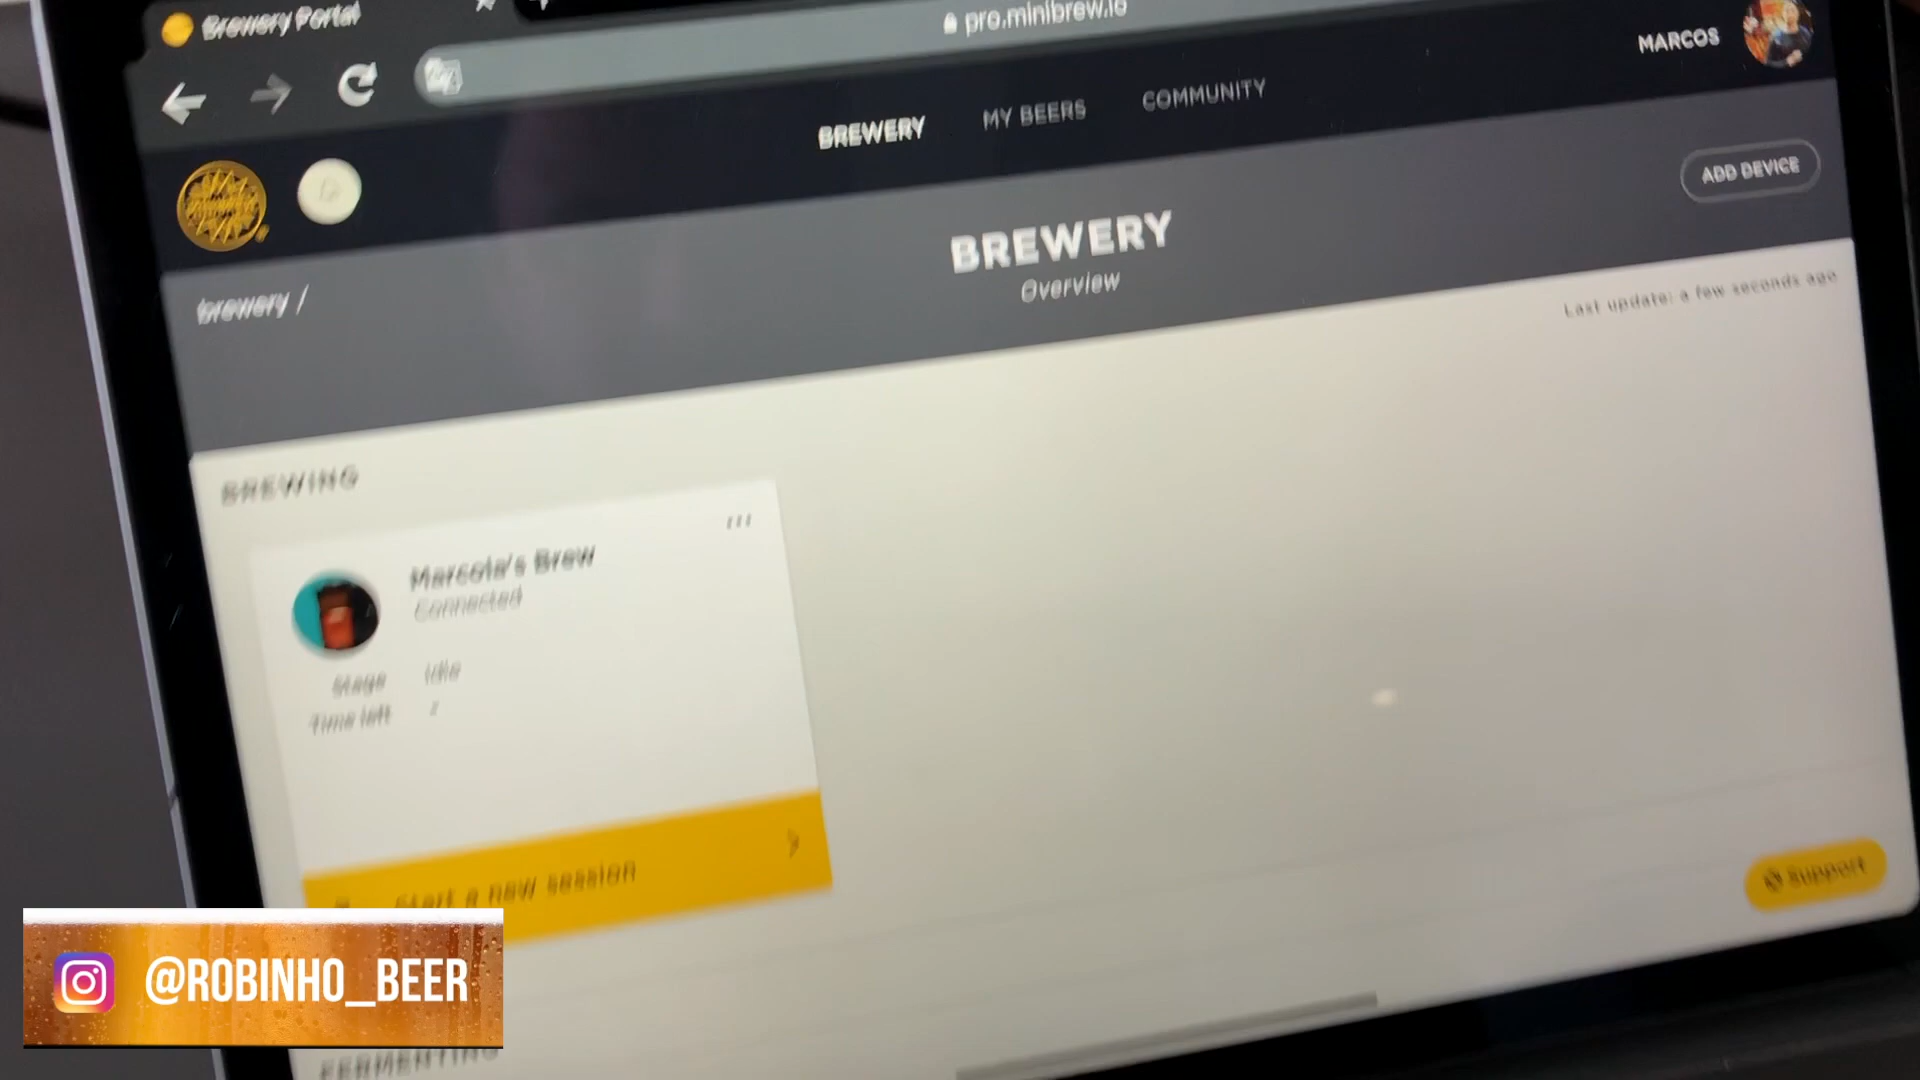 Brewery Portal
pro.minibrew.io
MARCOS
BREWERY
MY BEERS
COMMUNITY
ADD DEVICE
BREWERY
Overview
brewery /
Last update: a few seconds ago
BREWING
Marcola's Brew
Connected
Stage Idle
Time left
Start a new session
Support
@ROBINHO_BEER
FERMENTING